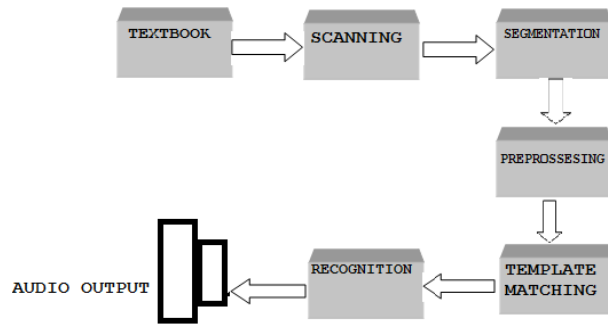 TEXTBOOK
SCANNING
SEGMENTATION
PREPROSSESING
TEMPLATE
MATCHING
RECOGNITION
AUDIO OUTPUT